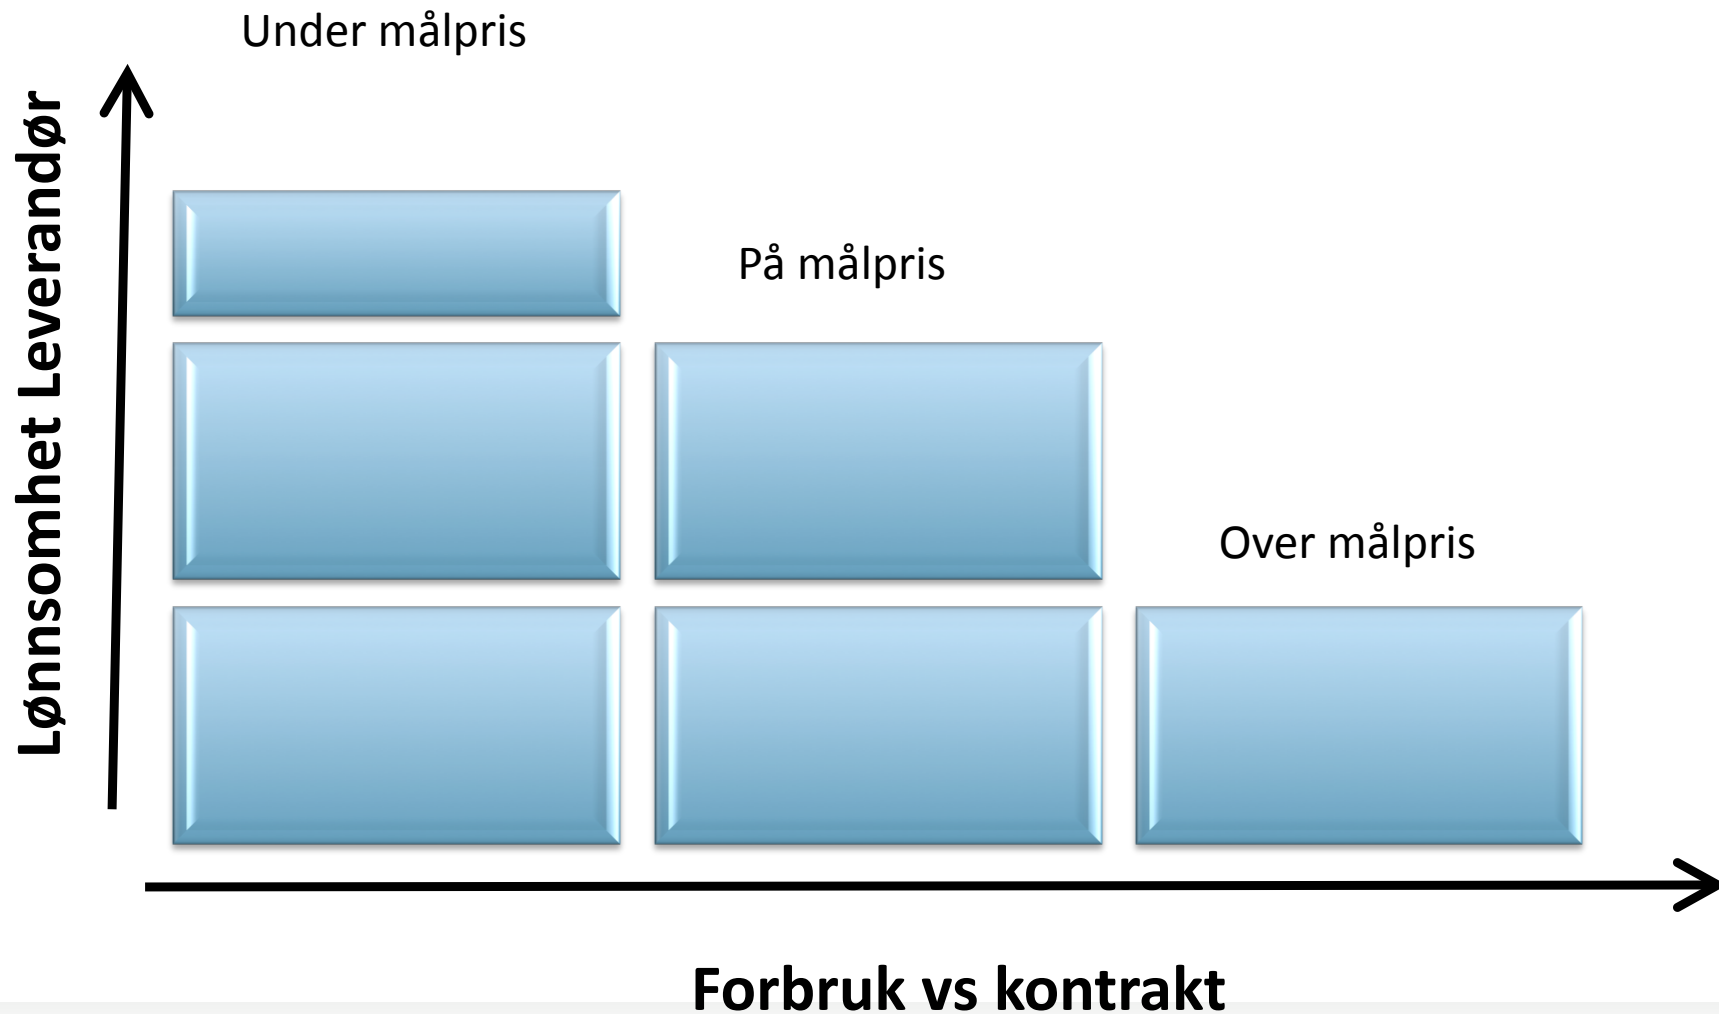 Under målpris
Lønnsomhet Leverandør
På målpris
Over målpris
Forbruk vs kontrakt